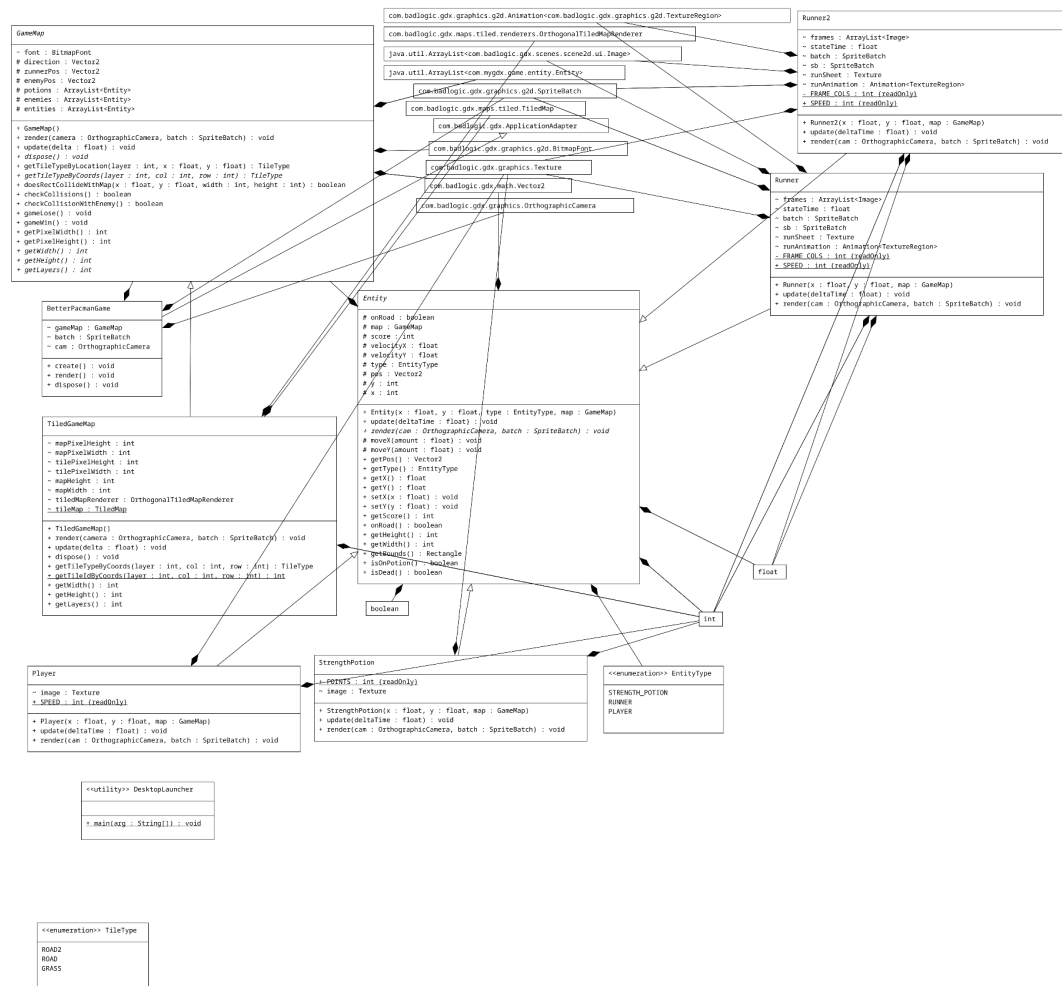 GameMap
~ font : BitmapFont
# direction : Vector2
# runnerPos : Vector2
# enemyPos : Vector2
# potions : ArrayList<Entity>
# enemies : ArrayList<Entity>
# entities : ArrayList<Entity>
+ GameMap()
+ render(camera : OrthographicCamera, batch : SpriteBatch) : void
+ update(delta : float) : void
+ dispose() : void
+ getTileTypeByLocation(layer : int, x : float, y : float) : TileType
+ getTileTypeByCoords(layer : int, col : int, row : int) : TileType
+ doesRectCollideWithMap(x : float, y : float, width : int, height : int) : boolean
+ checkCollisions() : boolean
+ checkCollisionWithEnemy() : boolean
+ gameLose() : void
+ gameWin() : void
+ getPixelWidth() : int
+ getPixelHeight() : int
+ getWidth() : int
+ getHeight() : int
+ getLayers() : int
com.badlogic.gdx.graphics.g2d.Animation<com.badlogic.gdx.graphics.g2d.TextureRegion>
com.badlogic.gdx.maps.tiled.renderers.OrthogonalTiledMapRenderer
java.util.ArrayList<com.badlogic.gdx.scenes.scene2d.ui.Image>
java.util.ArrayList<com.mygdx.game.entity.Entity>
com.badlogic.gdx.graphics.g2d.SpriteBatch
com.badlogic.gdx.maps.tiled.TiledMap
com.badlogic.gdx.ApplicationAdapter
com.badlogic.gdx.graphics.g2d.BitmapFont
com.badlogic.gdx.graphics.Texture
com.badlogic.gdx.math.Vector2
com.badlogic.gdx.graphics.OrthographicCamera
Runner2
~ frames : ArrayList<Image>
~ stateTime : float
~ batch : SpriteBatch
~ sb : SpriteBatch
~ runSheet : Texture
~ runAnimation : Animation<TextureRegion>
- FRAME_COLS : int {readOnly}
+ SPEED : int {readOnly}
+ Runner2(x : float, y : float, map : GameMap)
+ update(deltaTime : float) : void
+ render(cam : OrthographicCamera, batch : SpriteBatch) : void
Runner
~ frames : ArrayList<Image>
~ stateTime : float
~ batch : SpriteBatch
~ sb : SpriteBatch
~ runSheet : Texture
~ runAnimation : Animation<TextureRegion>
- FRAME_COLS : int {readOnly}
+ SPEED : int {readOnly}
+ Runner(x : float, y : float, map : GameMap)
+ update(deltaTime : float) : void
+ render(cam : OrthographicCamera, batch : SpriteBatch) : void
BetterPacmanGame
~ gameMap : GameMap
~ batch : SpriteBatch
~ cam : OrthographicCamera
+ create() : void
+ render() : void
+ dispose() : void
Entity
# onRoad : boolean
# map : GameMap
# score : int
# velocityX : float
# velocityY : float
# type : EntityType
# pos : Vector2
# y : int
# x : int
+ Entity(x : float, y : float, type : EntityType, map : GameMap)
+ update(deltaTime : float) : void
+ render(cam : OrthographicCamera, batch : SpriteBatch) : void
# moveX(amount : float) : void
# moveY(amount : float) : void
+ getPos() : Vector2
+ getType() : EntityType
+ getX() : float
+ getY() : float
+ setX(x : float) : void
+ setY(y : float) : void
+ getScore() : int
+ onRoad() : boolean
+ getHeight() : int
+ getWidth() : int
+ getBounds() : Rectangle
+ isOnPotion() : boolean
+ isDead() : boolean
TiledGameMap
~ mapPixelHeight : int
~ mapPixelWidth : int
~ tilePixelHeight : int
~ tilePixelWidth : int
~ mapHeight : int
~ mapWidth : int
~ tiledMapRenderer : OrthogonalTiledMapRenderer
~ tileMap : TiledMap
+ TiledGameMap()
+ render(camera : OrthographicCamera, batch : SpriteBatch) : void
+ update(delta : float) : void
+ dispose() : void
+ getTileTypeByCoords(layer : int, col : int, row : int) : TileType
+ getTileIdByCoords(layer : int, col : int, row : int) : int
+ getWidth() : int
+ getHeight() : int
+ getLayers() : int
float
boolean
int
Player
~ image : Texture
+ SPEED : int {readOnly}
+ Player(x : float, y : float, map : GameMap)
+ update(deltaTime : float) : void
+ render(cam : OrthographicCamera, batch : SpriteBatch) : void
StrengthPotion
+ POINTS : int {readOnly}
~ image : Texture
+ StrengthPotion(x : float, y : float, map : GameMap)
+ update(deltaTime : float) : void
+ render(cam : OrthographicCamera, batch : SpriteBatch) : void
<<enumeration>> EntityType
STRENGTH_POTION
RUNNER
PLAYER
<<utility>> DesktopLauncher
+ main(arg : String[]) : void
<<enumeration>> TileType
ROAD2
ROAD
GRASS